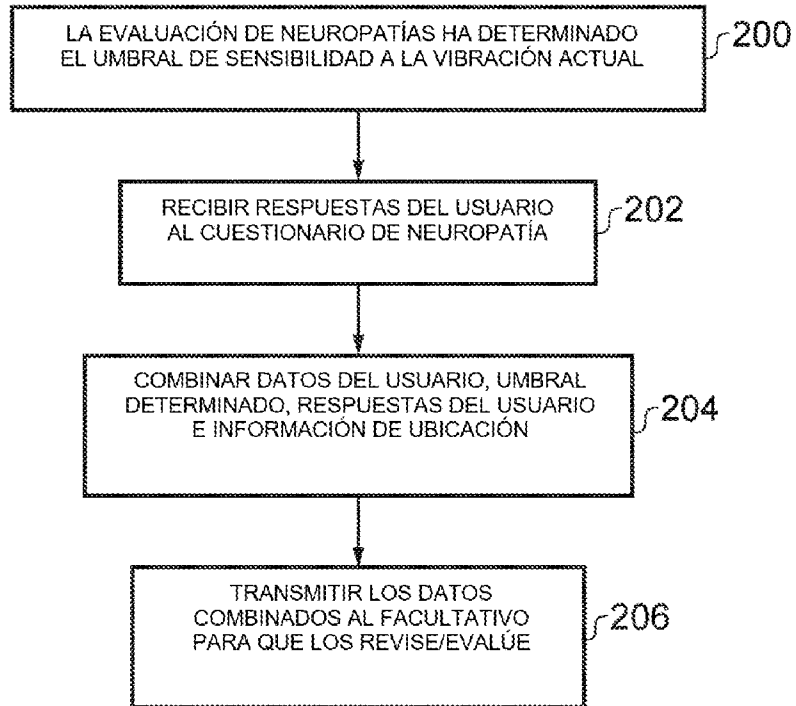 LA EVALUACIÓN DE NEUROPATÍAS HA DETERMINADO
EL UMBRAL DE SENSIBILIDAD A LA VIBRACIÓN ACTUAL
200
RECIBIR RESPUESTAS DEL USUARIO
AL CUESTIONARIO DE NEUROPATÍA
202
COMBINAR DATOS DEL USUARIO, UMBRAL
DETERMINADO, RESPUESTAS DEL USUARIO
E INFORMACIÓN DE UBICACIÓN
204
TRANSMITIR LOS DATOS
COMBINADOS AL FACULTATIVO
PARA QUE LOS REVISE/EVALÚE
206